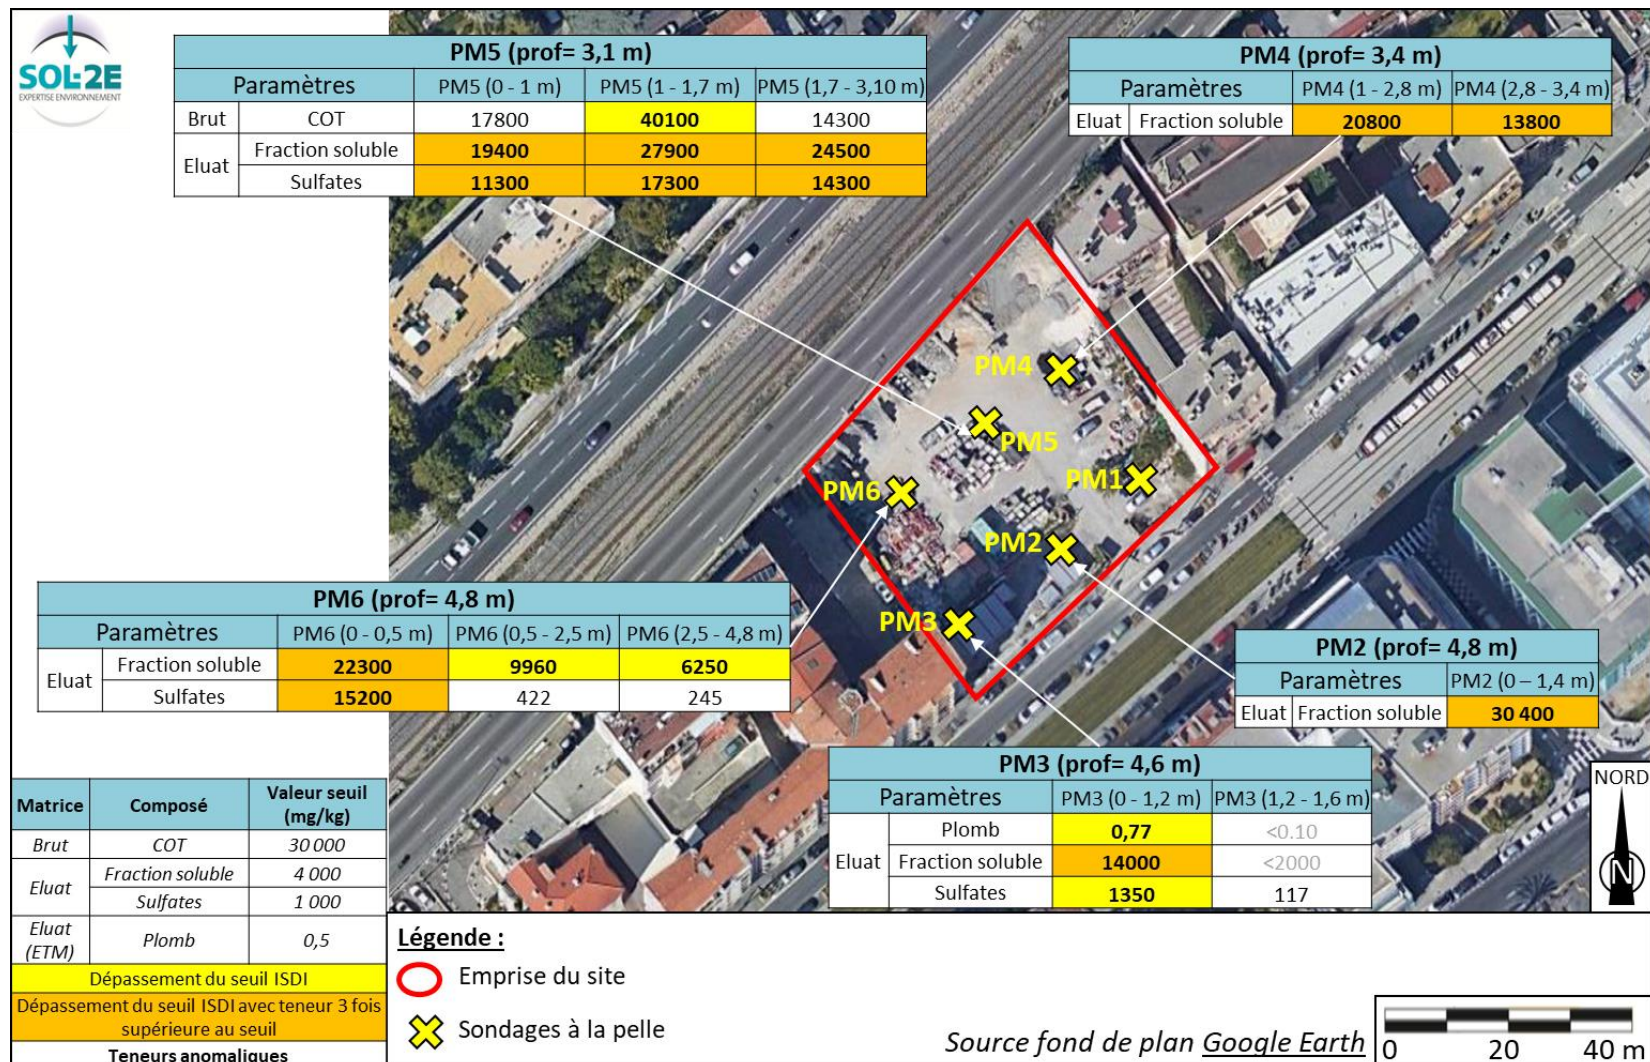 SOL-2E
EXPERTISE ENVIRONNEMENT
PM5 (prof= 3,1 m)
Paramètres PM5 (0 - 1 m) PM5 (1 - 1,7 m) PM5 (1,7 - 3,10 m)
Brut COT 17800 40100 14300
Eluat Fraction soluble 19400 27900 24500
Sulfates 11300 17300 14300
PM4 (prof= 3,4 m)
Paramètres PM4 (1 - 2,8 m) PM4 (2,8 - 3,4 m)
Eluat Fraction soluble 20800 13800
PM4
PM5
PM1
PM6
PM2
PM3
PM6 (prof= 4,8 m)
Paramètres PM6 (0 - 0,5 m) PM6 (0,5 - 2,5 m) PM6 (2,5 - 4,8 m)
Eluat Fraction soluble 22300 9960 6250
Sulfates 15200 422 245
PM2 (prof= 4,8 m)
Paramètres PM2 (0 – 1,4 m)
Eluat Fraction soluble 30 400
PM3 (prof= 4,6 m)
Paramètres PM3 (0 - 1,2 m) PM3 (1,2 - 1,6 m)
Plomb 0,77 <0.10
Eluat Fraction soluble 14000 <2000
Sulfates 1350 117
NORD
N
Matrice Composé Valeur seuil
(mg/kg)
Brut COT 30 000
Eluat Fraction soluble 4 000
Sulfates 1 000
Eluat
(ETM) Plomb 0,5
Dépassement du seuil ISDI
Dépassement du seuil ISDI avec teneur 3 fois
supérieure au seuil
Teneurs anomaliques
Légende :
Emprise du site
Sondages à la pelle
Source fond de plan Google Earth
0 20 40 m